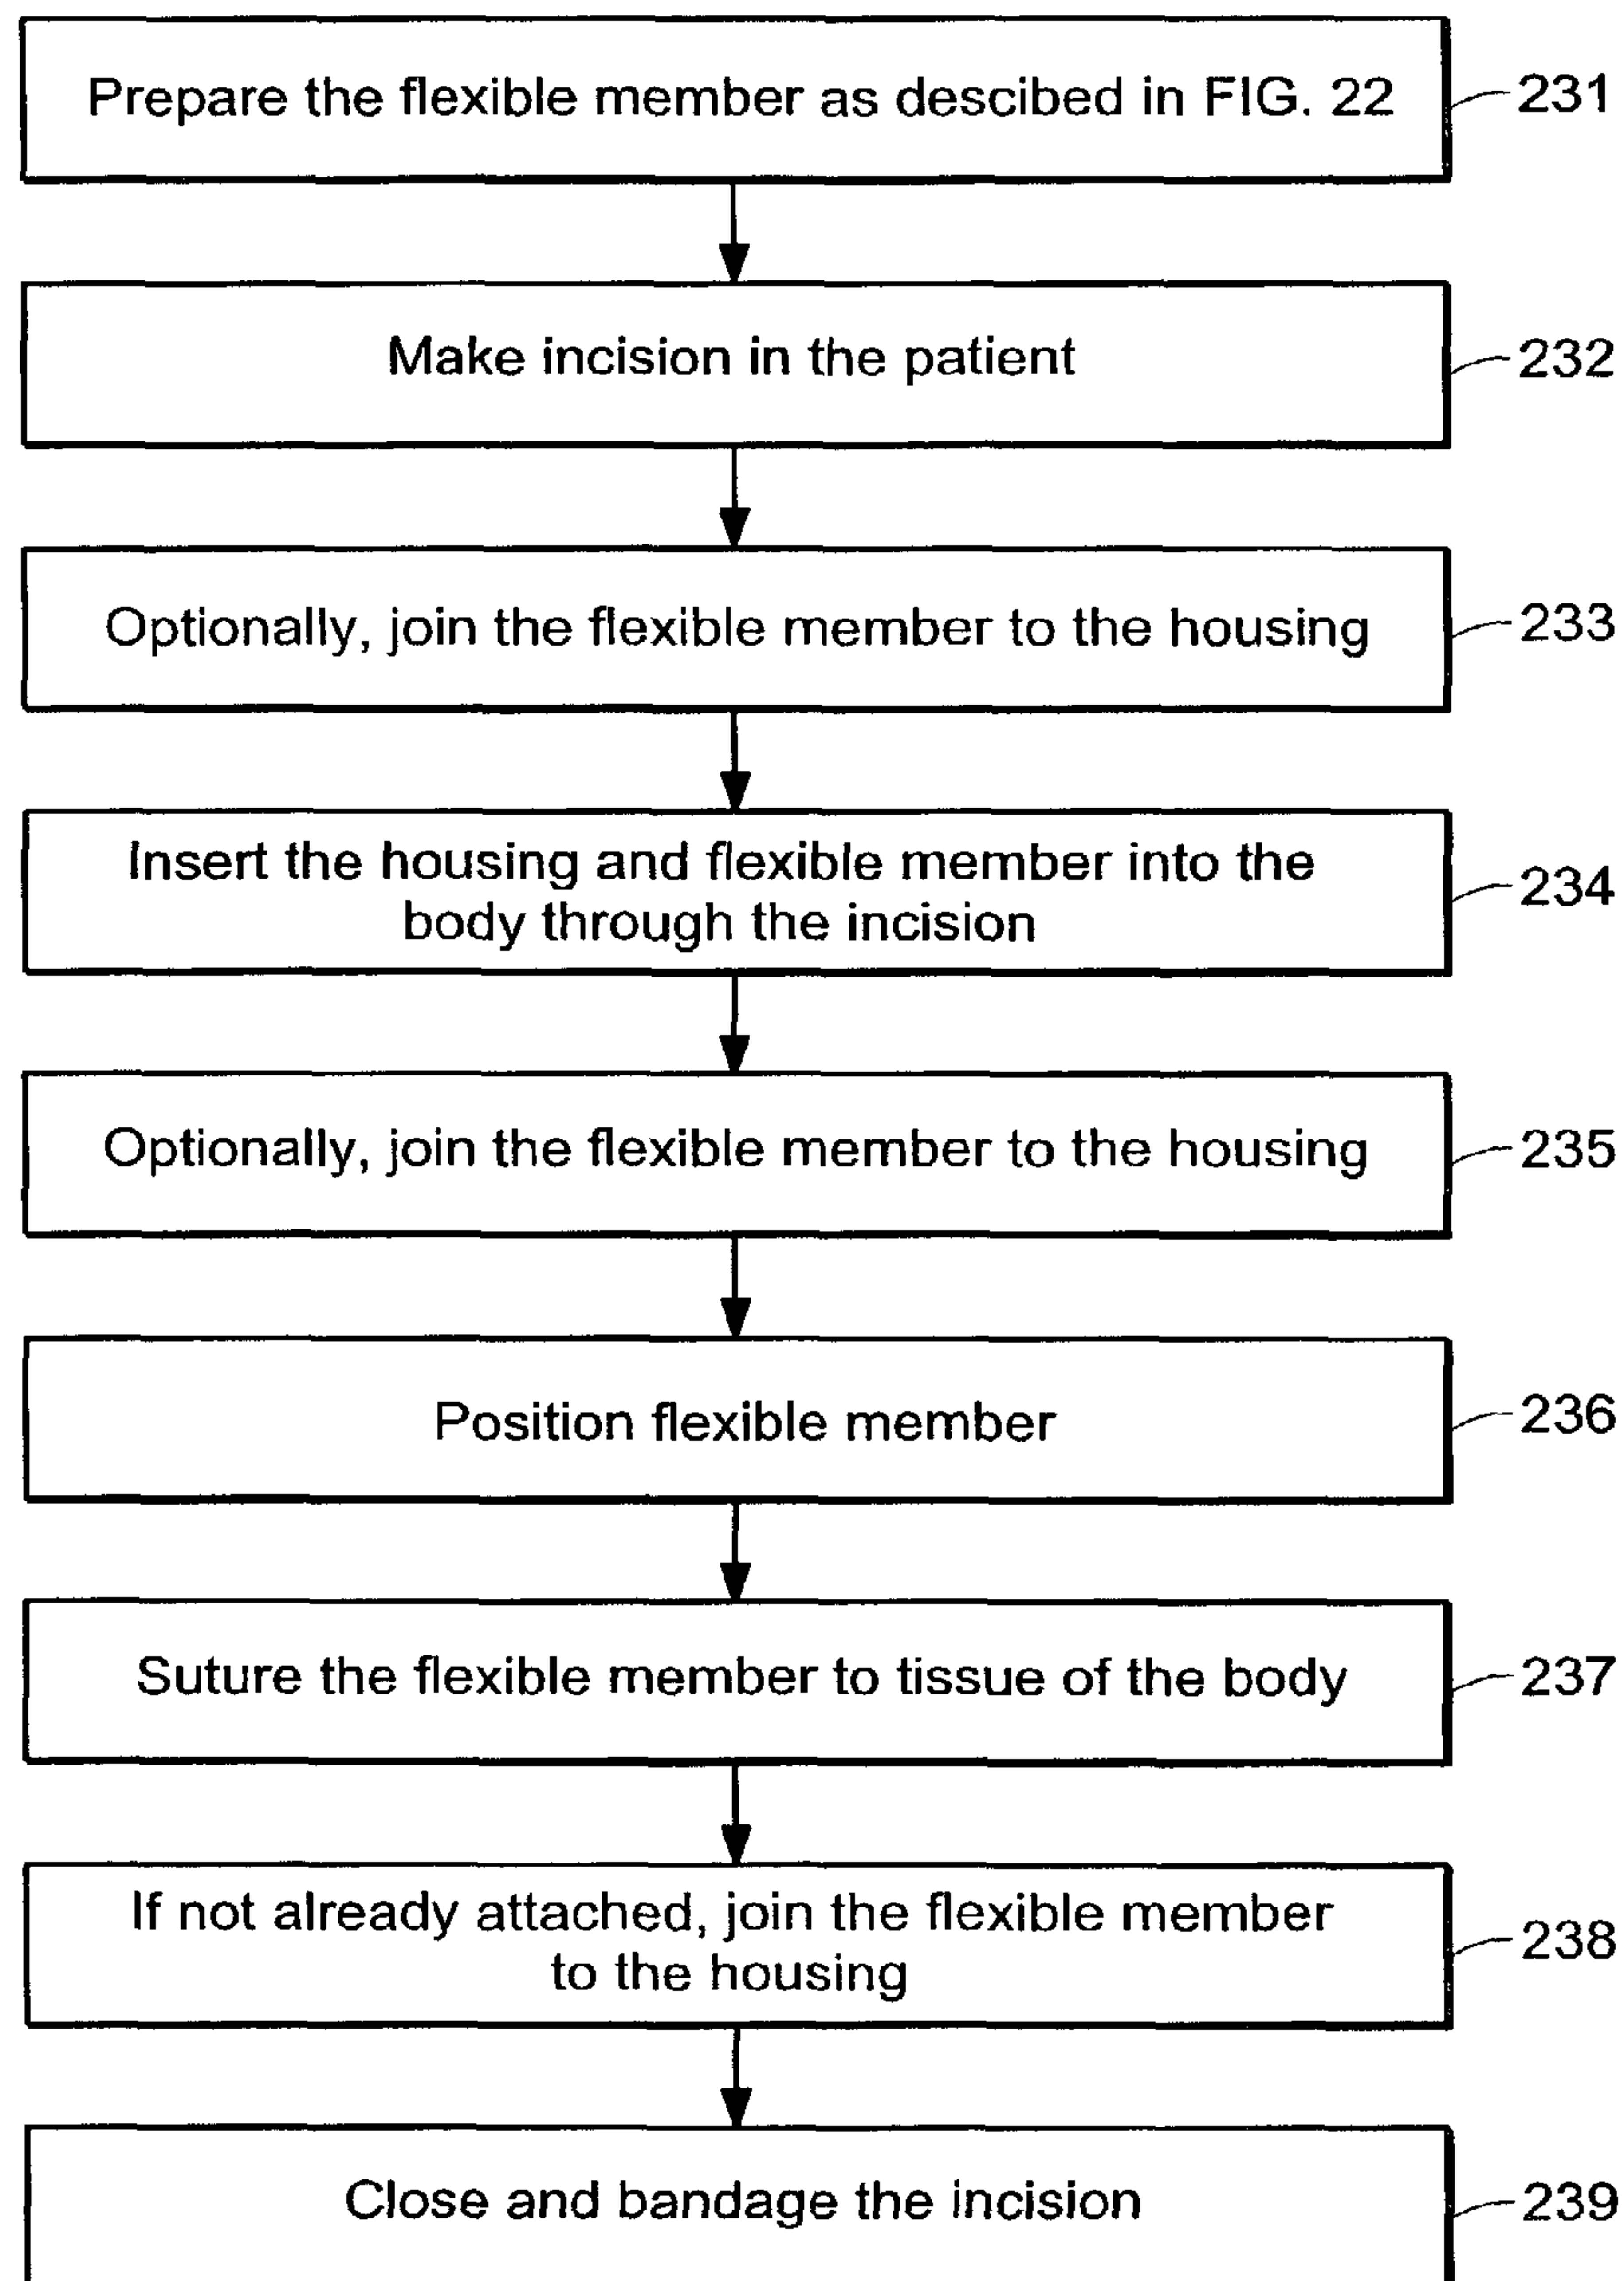 Prepare the flexible member as descibed in FIG. 22
231
Make incision in the patient
232
Optionally, join the flexible member to the housing
233
Insert the housing and flexible member into the
body through the incision
234
Optionally, join the flexible member to the housing
235
Position flexible member
236
Suture the flexible member to tissue of the body
237
If not already attached, join the flexible member
to the housing
238
Close and bandage the incision
239